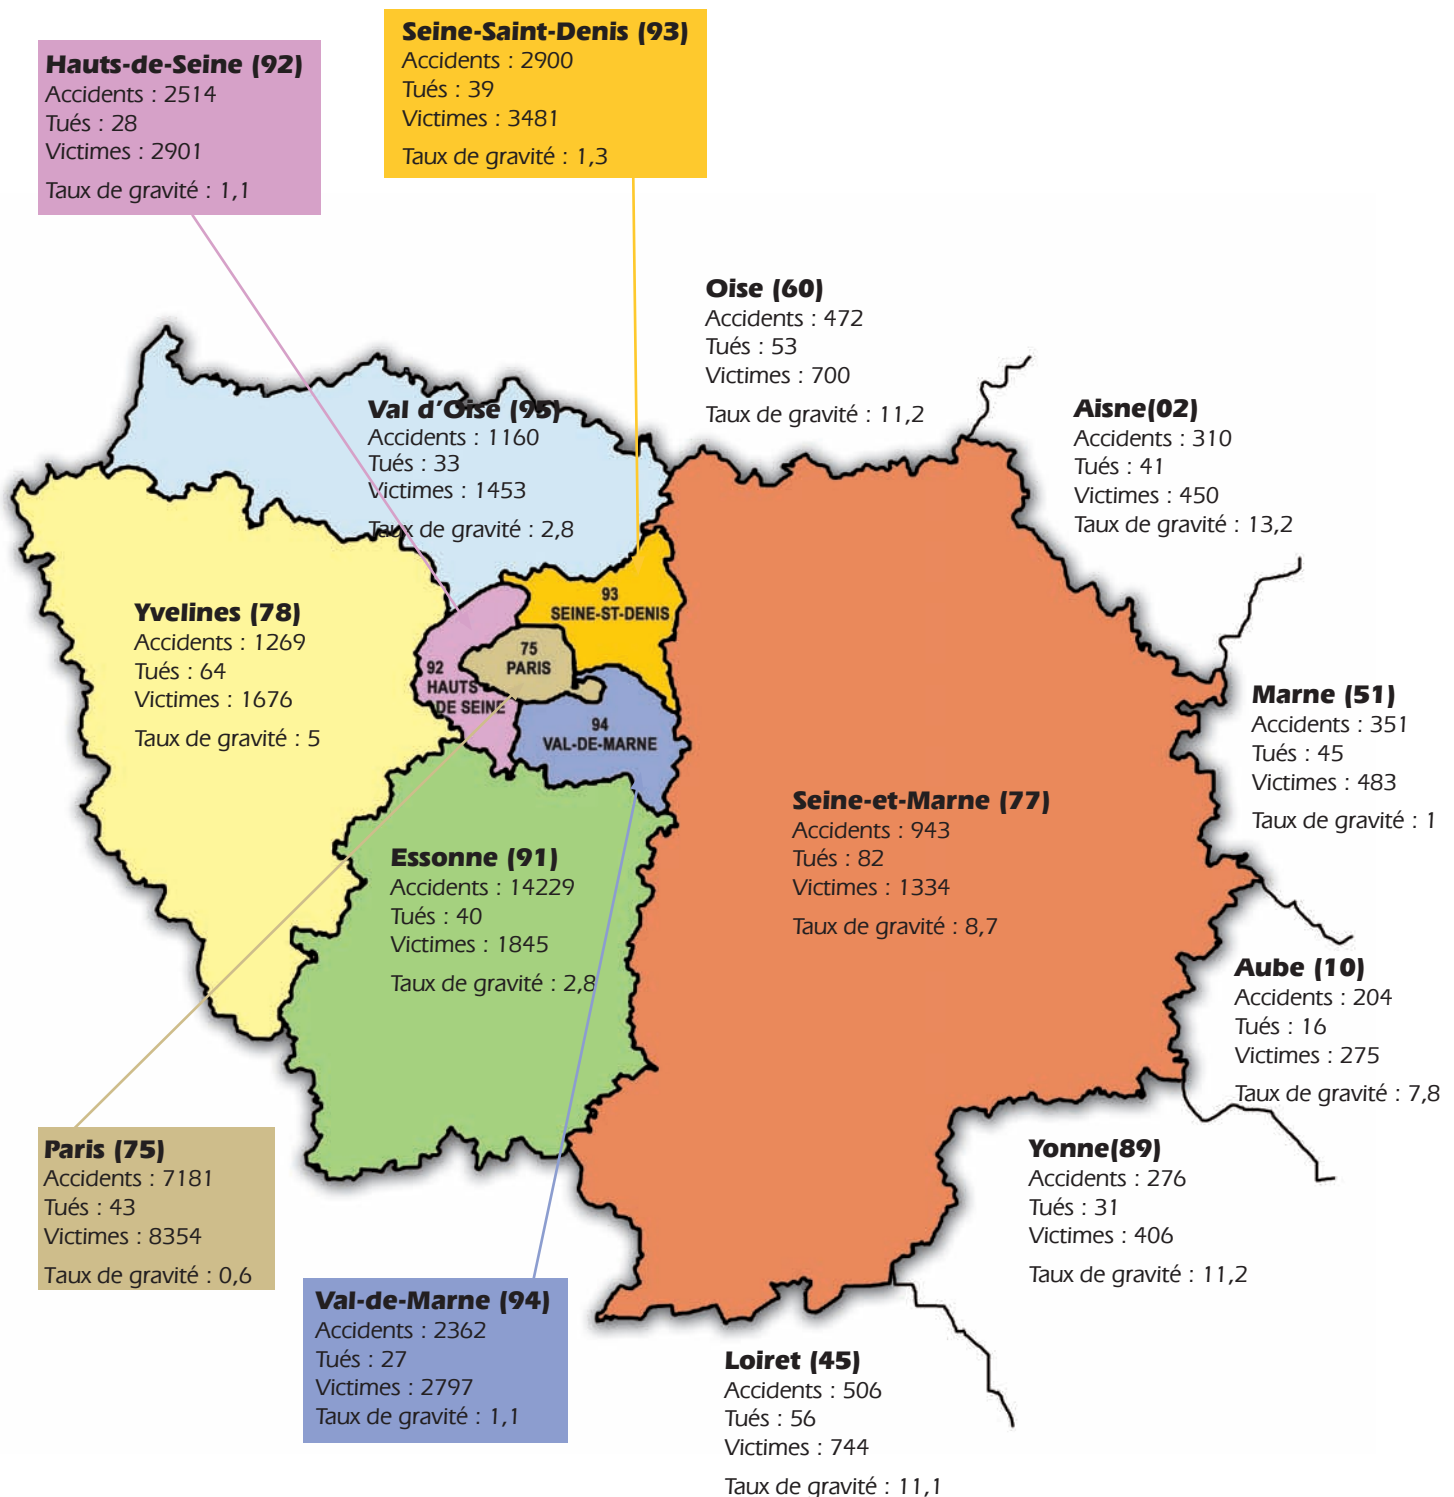 Seine-Saint-Denis (93)
Accidents : 2900
Tués : 39
Victimes : 3481
Taux de gravité : 1,3
Hauts-de-Seine (92)
Accidents : 2514
Tués : 28
Victimes : 2901
Taux de gravité : 1,1
Oise (60)
Accidents : 472
Tués : 53
Victimes : 700
Taux de gravité : 11,2
Val d'Oise (95)
Accidents : 1160
Tués : 33
Victimes : 1453
Taux de gravité : 2,8
Aisne(02)
Accidents : 310
Tués : 41
Victimes : 450
Taux de gravité : 13,2
Yvelines (78)
Accidents : 1269
Tués : 64
Victimes : 1676
Taux de gravité : 5
93
SEINE-ST-DENIS
75
PARIS
92
HAUTS
DE SEINE
94
VAL-DE-MARNE
Marne (51)
Accidents : 351
Tués : 45
Victimes : 483
Taux de gravité : 1
Seine-et-Marne (77)
Accidents : 943
Tués : 82
Victimes : 1334
Taux de gravité : 8,7
Essonne (91)
Accidents : 14229
Tués : 40
Victimes : 1845
Taux de gravité : 2,8
Aube (10)
Accidents : 204
Tués : 16
Victimes : 275
Taux de gravité : 7,8
Paris (75)
Accidents : 7181
Tués : 43
Victimes : 8354
Taux de gravité : 0,6
Yonne(89)
Accidents : 276
Tués : 31
Victimes : 406
Taux de gravité : 11,2
Val-de-Marne (94)
Accidents : 2362
Tués : 27
Victimes : 2797
Taux de gravité : 1,1
Loiret (45)
Accidents : 506
Tués : 56
Victimes : 744
Taux de gravité : 11,1